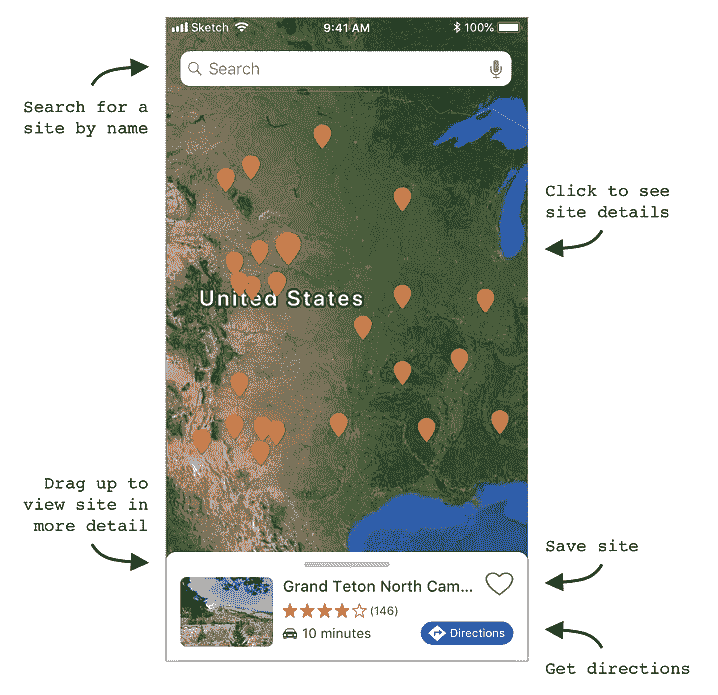 Sketch 9:41 AM 100%
Search
Search for a
site by name
Click to see
site details
United States
Drag up to
view site in
more detail
Grand Teton North Cam...
(146)
10 minutes
Directions
Save site
Get directions